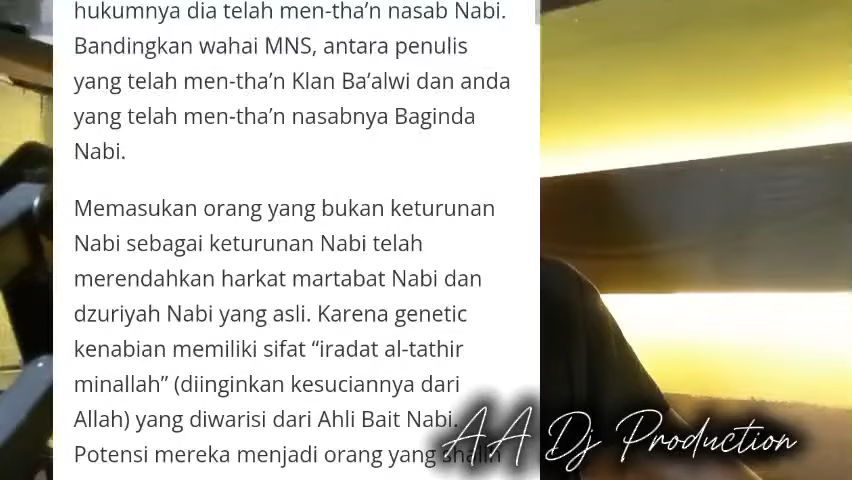 hukumnya dia telah men-tha’n nasab Nabi.
Bandingkan wahai MNS, antara penulis
yang telah men-tha’n Klan Ba‘alwi dan anda
yang telah men-tha’n nasabnya Baginda
Nabi.
Memasukan orang yang bukan keturunan
Nabi sebagai keturunan Nabi telah
merendahkan harkat martabat Nabi dan
dzuriyah Nabi yang asli. Karena genetic
kenabian memiliki sifat “iradat al-tathir
minallah” (diinginkan kesuciannya dari
Allah) yang diwarisi dari Ahli Bait Nabi.
Potensi mereka menjadi orang yang shalih
AA Dj Production